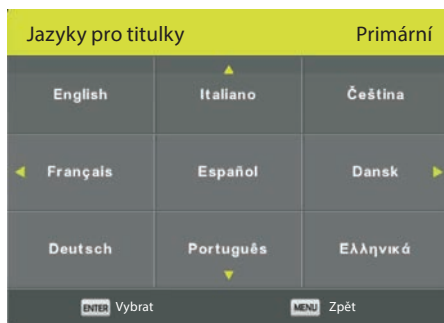 Jazyky pro titulky Primární
English Italiano Čeština
Français Español Dansk
Deutsch Português Ελληνικά
ENTER Vybrat MENU Zpět